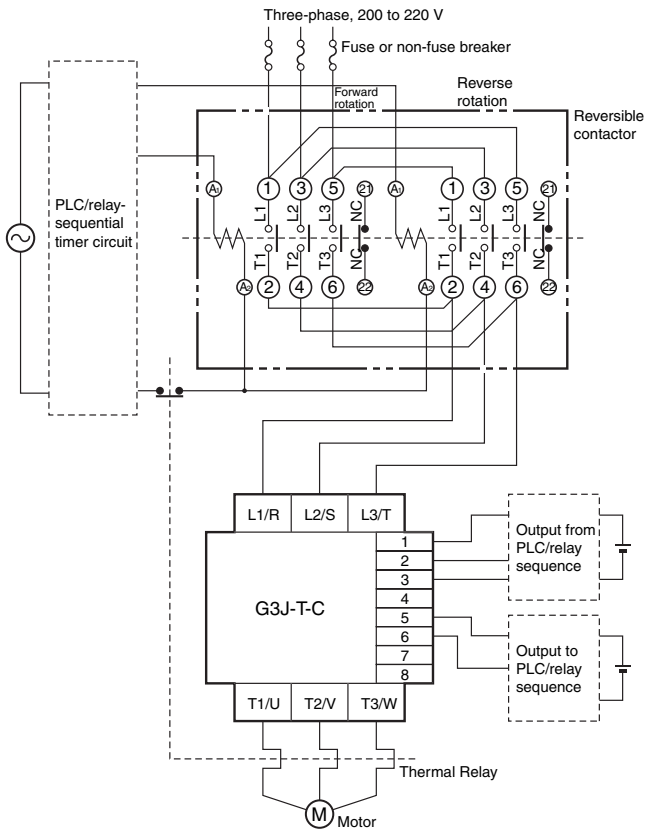 Three-phase, 200 to 220 V
Fuse or non-fuse breaker
Forward
rotation
Reverse
rotation
Reversible
contactor
PLC/relay-
sequential
timer circuit
A1 1 3 5 21 A1 1 3 5 21
L1 L2 L3 NC L1 L2 L3 NC
T1 T2 T3 NC T1 T2 T3 NC
A2 2 4 6 22 A2 2 4 6 22
L1/R L2/S L3/T
1
2
3
4
5
6
7
8
G3J-T-C
Output from
PLC/relay
sequence
Output to
PLC/relay
sequence
T1/U T2/V T3/W
Thermal Relay
M
Motor